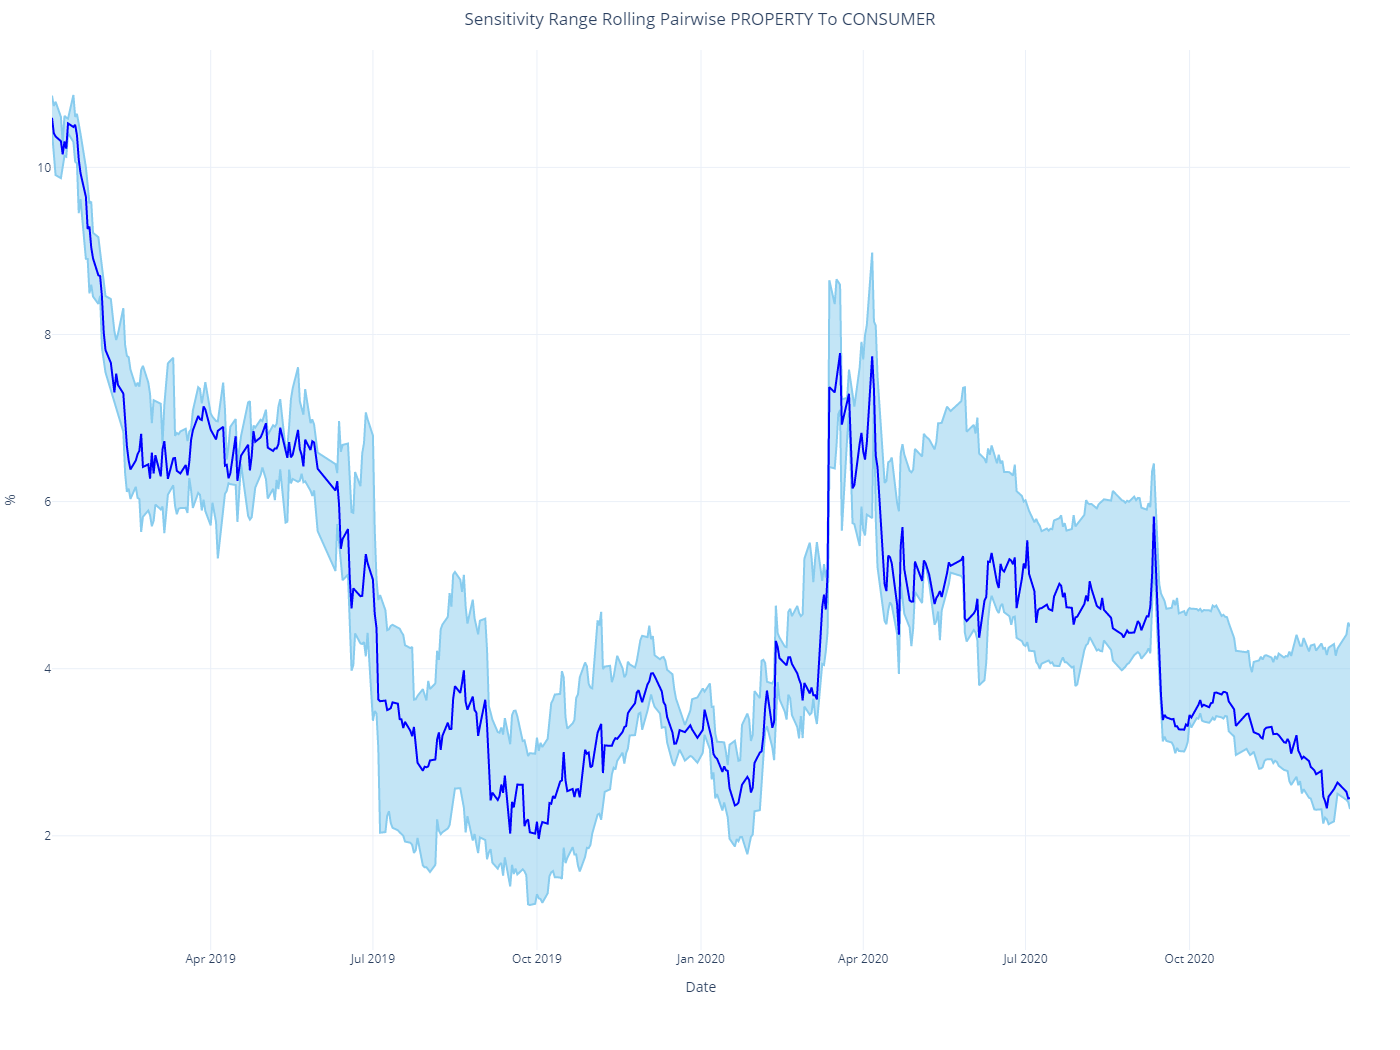 Sensitivity Range Rolling Pairwise PROPERTY To CONSUMER
10
8
6
4
2
%
Apr 2019
Jul 2019
Oct 2019
Jan 2020
Apr 2020
Jul 2020
Oct 2020
Date